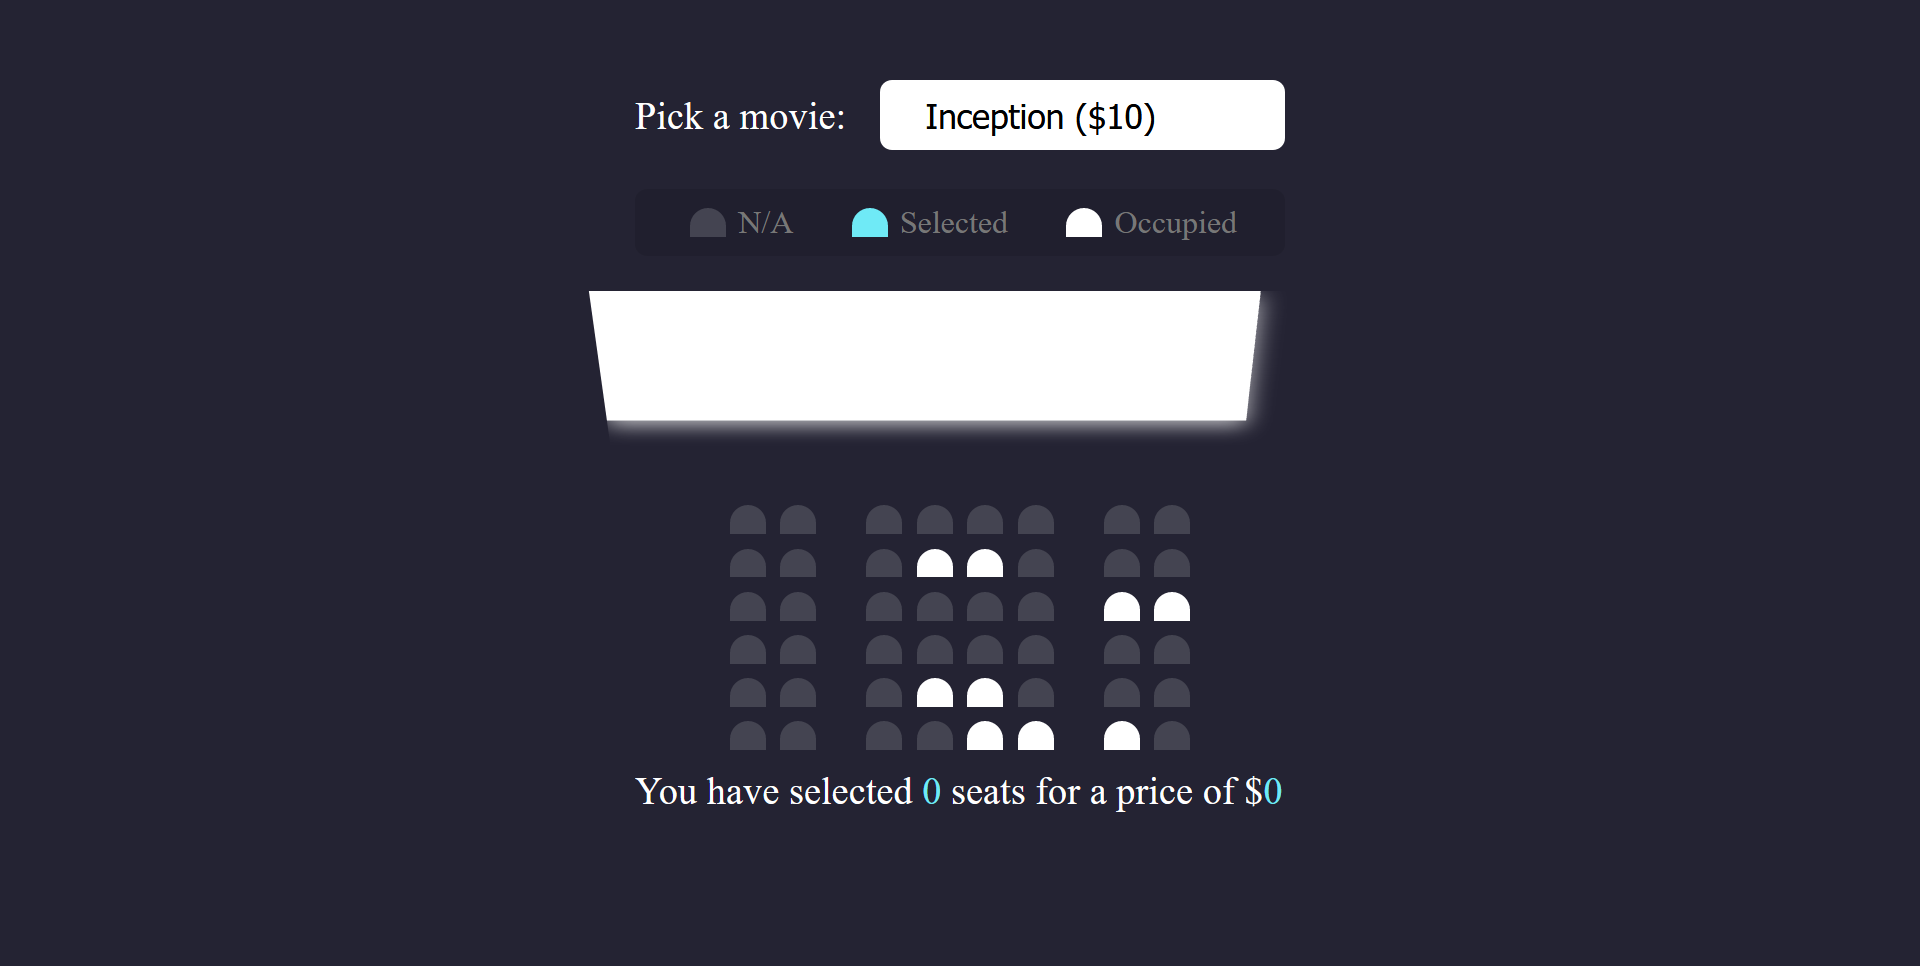 Pick a movie: Inception ($10)
N/A Selected Occupied
You have selected 0 seats for a price of $0